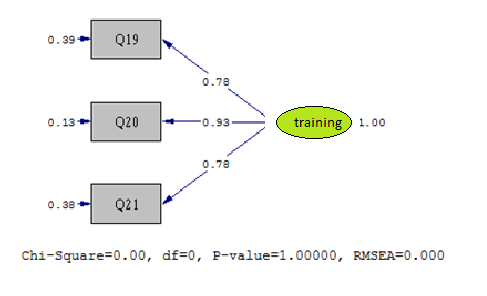 0.39 Q19
0.78
0.13 Q20 0.93 training 1.00
0.78
0.38 Q21
Chi-Square=0.00, df=0, P-value=1.00000, RMSEA=0.000